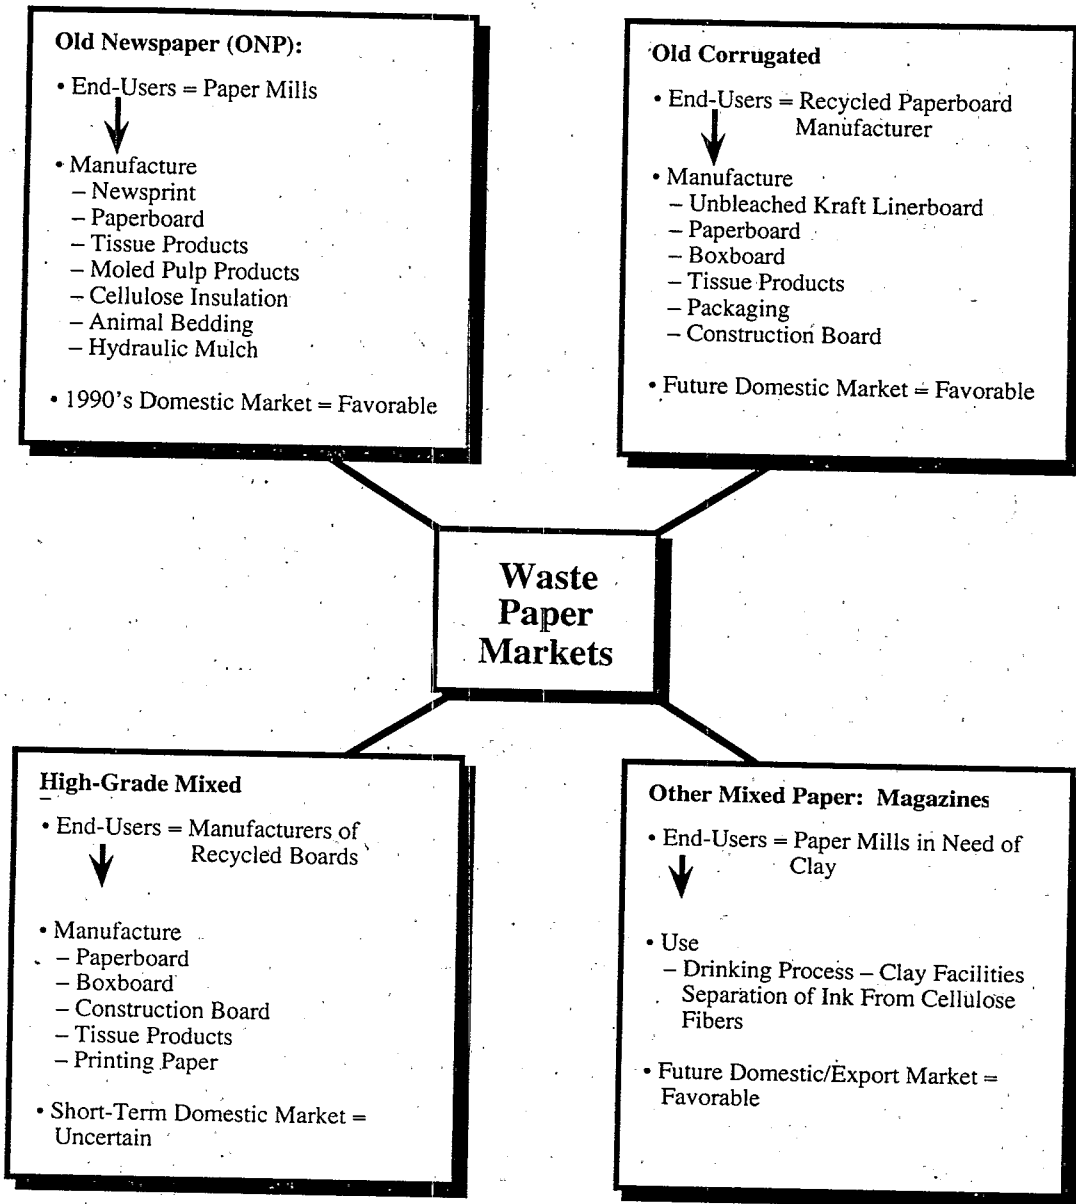 Old Newspaper (ONP):
• End-Users = Paper Mills
• Manufacture
– Newsprint
– Paperboard
– Tissue Products
– Moled Pulp Products
– Cellulose Insulation
– Animal Bedding
– Hydraulic Mulch
• 1990's Domestic Market = Favorable
Old Corrugated
• End-Users = Recycled Paperboard
Manufacturer
• Manufacture
– Unbleached Kraft Linerboard
– Paperboard
– Boxboard
– Tissue Products
– Packaging
– Construction Board
• Future Domestic Market = Favorable
Waste
Paper
Markets
High-Grade Mixed
• End-Users = Manufacturers of
Recycled Boards
• Manufacture
– Paperboard
– Boxboard
– Construction Board
– Tissue Products
– Printing Paper
• Short-Term Domestic Market =
Uncertain
Other Mixed Paper: Magazines
• End-Users = Paper Mills in Need of
Clay
• Use
– Drinking Process – Clay Facilities
Separation of Ink From Cellulose
Fibers
• Future Domestic/Export Market =
Favorable